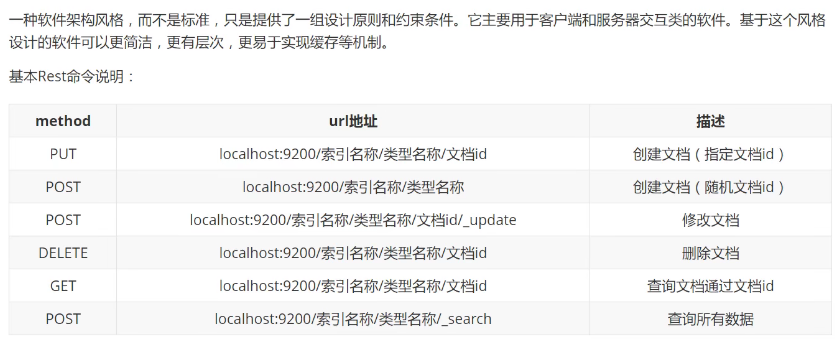 一种软件架构风格，而不是标准，只是提供了一组设计原则和约束条件。它主要用于客户端和服务器交互类的软件。基于这个风格
设计的软件可以更简洁，更有层次，更易于实现缓存等机制。
基本Rest命令说明：
method url地址 描述
PUT localhost:9200/索引名称/类型名称/文档id 创建文档（指定文档id）
POST localhost:9200/索引名称/类型名称 创建文档（随机文档id）
POST localhost:9200/索引名称/类型名称/文档id/_update 修改文档
DELETE localhost:9200/索引名称/类型名称/文档id 删除文档
GET localhost:9200/索引名称/类型名称/文档id 查询文档通过文档id
POST localhost:9200/索引名称/类型名称/_search 查询所有数据